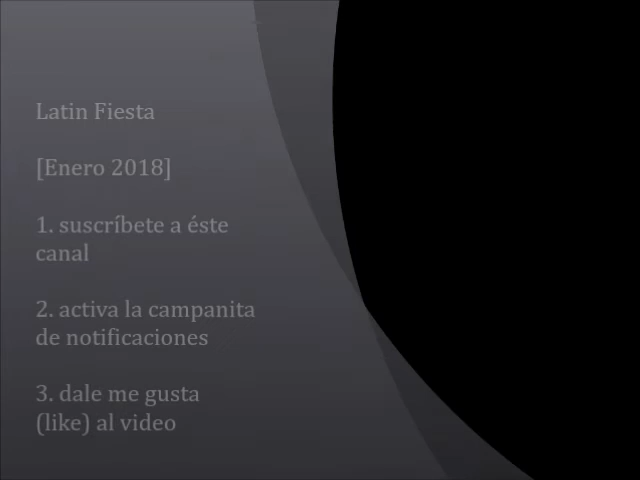 Latin Fiesta
[Enero 2018]
1. suscríbete a éste
canal
2. activa la campanita
de notificaciones
3. dale me gusta
(like) al video